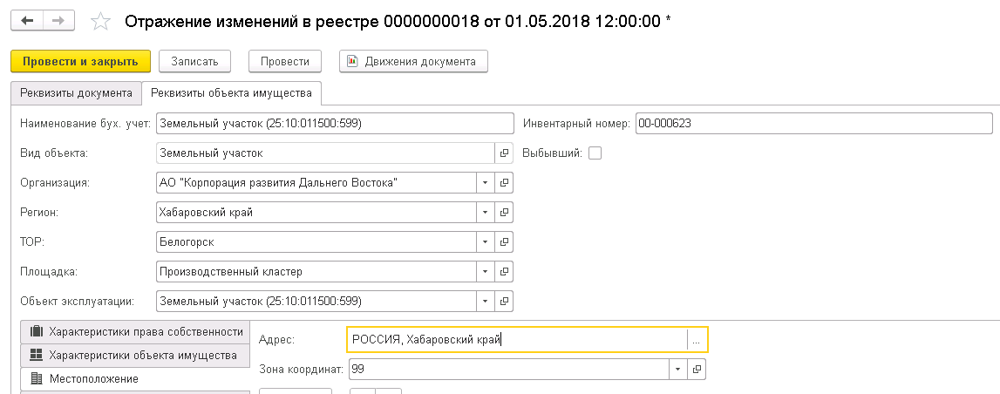 Отражение изменений в реестре 0000000018 от 01.05.2018 12:00:00 *
Провести и закрыть Записать Провести Движения документа
Реквизиты документа Реквизиты объекта имущества
Наименование бух. учет: Земельный участок (25:10:011500:599) Инвентарный номер: 00-000623
Вид объекта: Земельный участок Выбывший:
Организация: АО "Корпорация развития Дальнего Востока"
Регион: Хабаровский край
ТОР: Белогорск
Площадка: Производственный кластер
Объект эксплуатации: Земельный участок (25:10:011500:599)
Характеристики права собственности Адрес: РОССИЯ, Хабаровский край ...
Характеристики объекта имущества Зона координат: 99
Местоположение